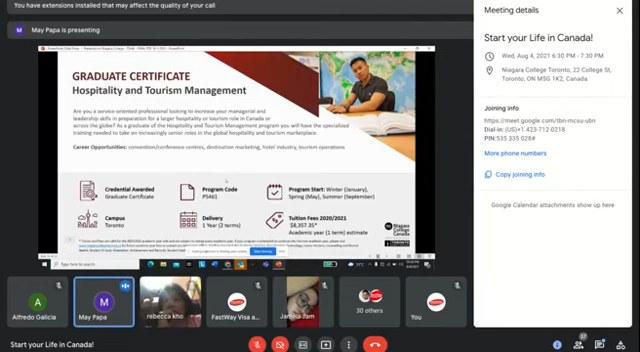 You have extensions installed that may affect the quality of your call
M
May Papa is presenting
GRADUATE CERTIFICATE
Hospitality and Tourism Management
Are you a service-oriented professional looking to increase your managerial and
leadership skills in preparation for a larger hospitality or tourism role in Canada or
across the globe? As a graduate of the Hospitality and Tourism Management program you will have the specialized
training needed to take on increasingly senior roles in the global hospitality and tourism marketplace.
Career Opportunities: convention/conference centres, destination marketing, hotel industry, tourism operations
Credential Awarded
Graduate Certificate
Program Code
P5461
Program Start: Winter (January),
Spring (May), Summer (September)
Campus
Toronto
Delivery
1 Year (2 terms)
Tuition Fees 2020/2021
$8,357.35*
Academic year (1 term) estimate
Niagara
College
Canada
TORONTO
Type here to search
A
Alfredo Galicia
M
May Papa
rebecca kho
FastWay Visa a...
Jamella Jam
30 others
You
Start your Life in Canada!
37
Meeting details
Start your Life in Canada!
Wed, Aug 4, 2021 6:30 PM - 7:30 PM
Niagara College Toronto, 22 College St,
Toronto, ON M5G 1K2, Canada
Joining info
https://meet.google.com/tbn-mcsu-ubn
Dial-in: (US)+1 423-712-0218
PIN: 535 335 028#
More phone numbers
Copy joining info
Google Calendar attachments show up here